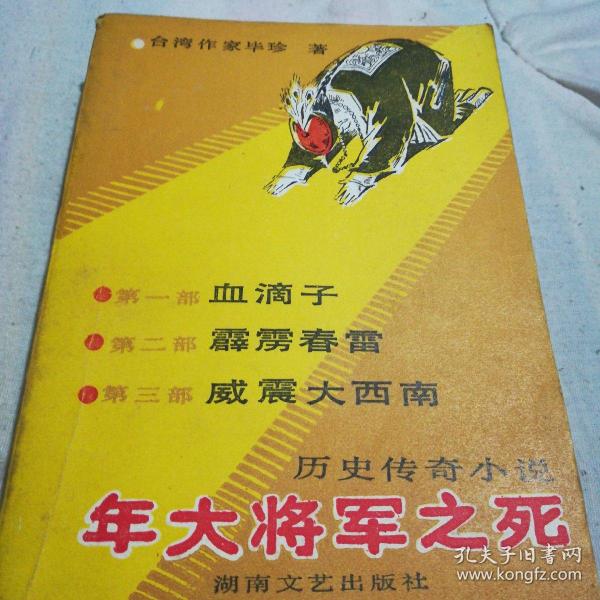 台湾作家毕珍 著
第一部 血滴子
第二部 霹雳春雷
第三部 威震大西南
历史传奇小说
年大将军之死
湖南文艺出版社
孔夫子旧书网
www.kongfz.com